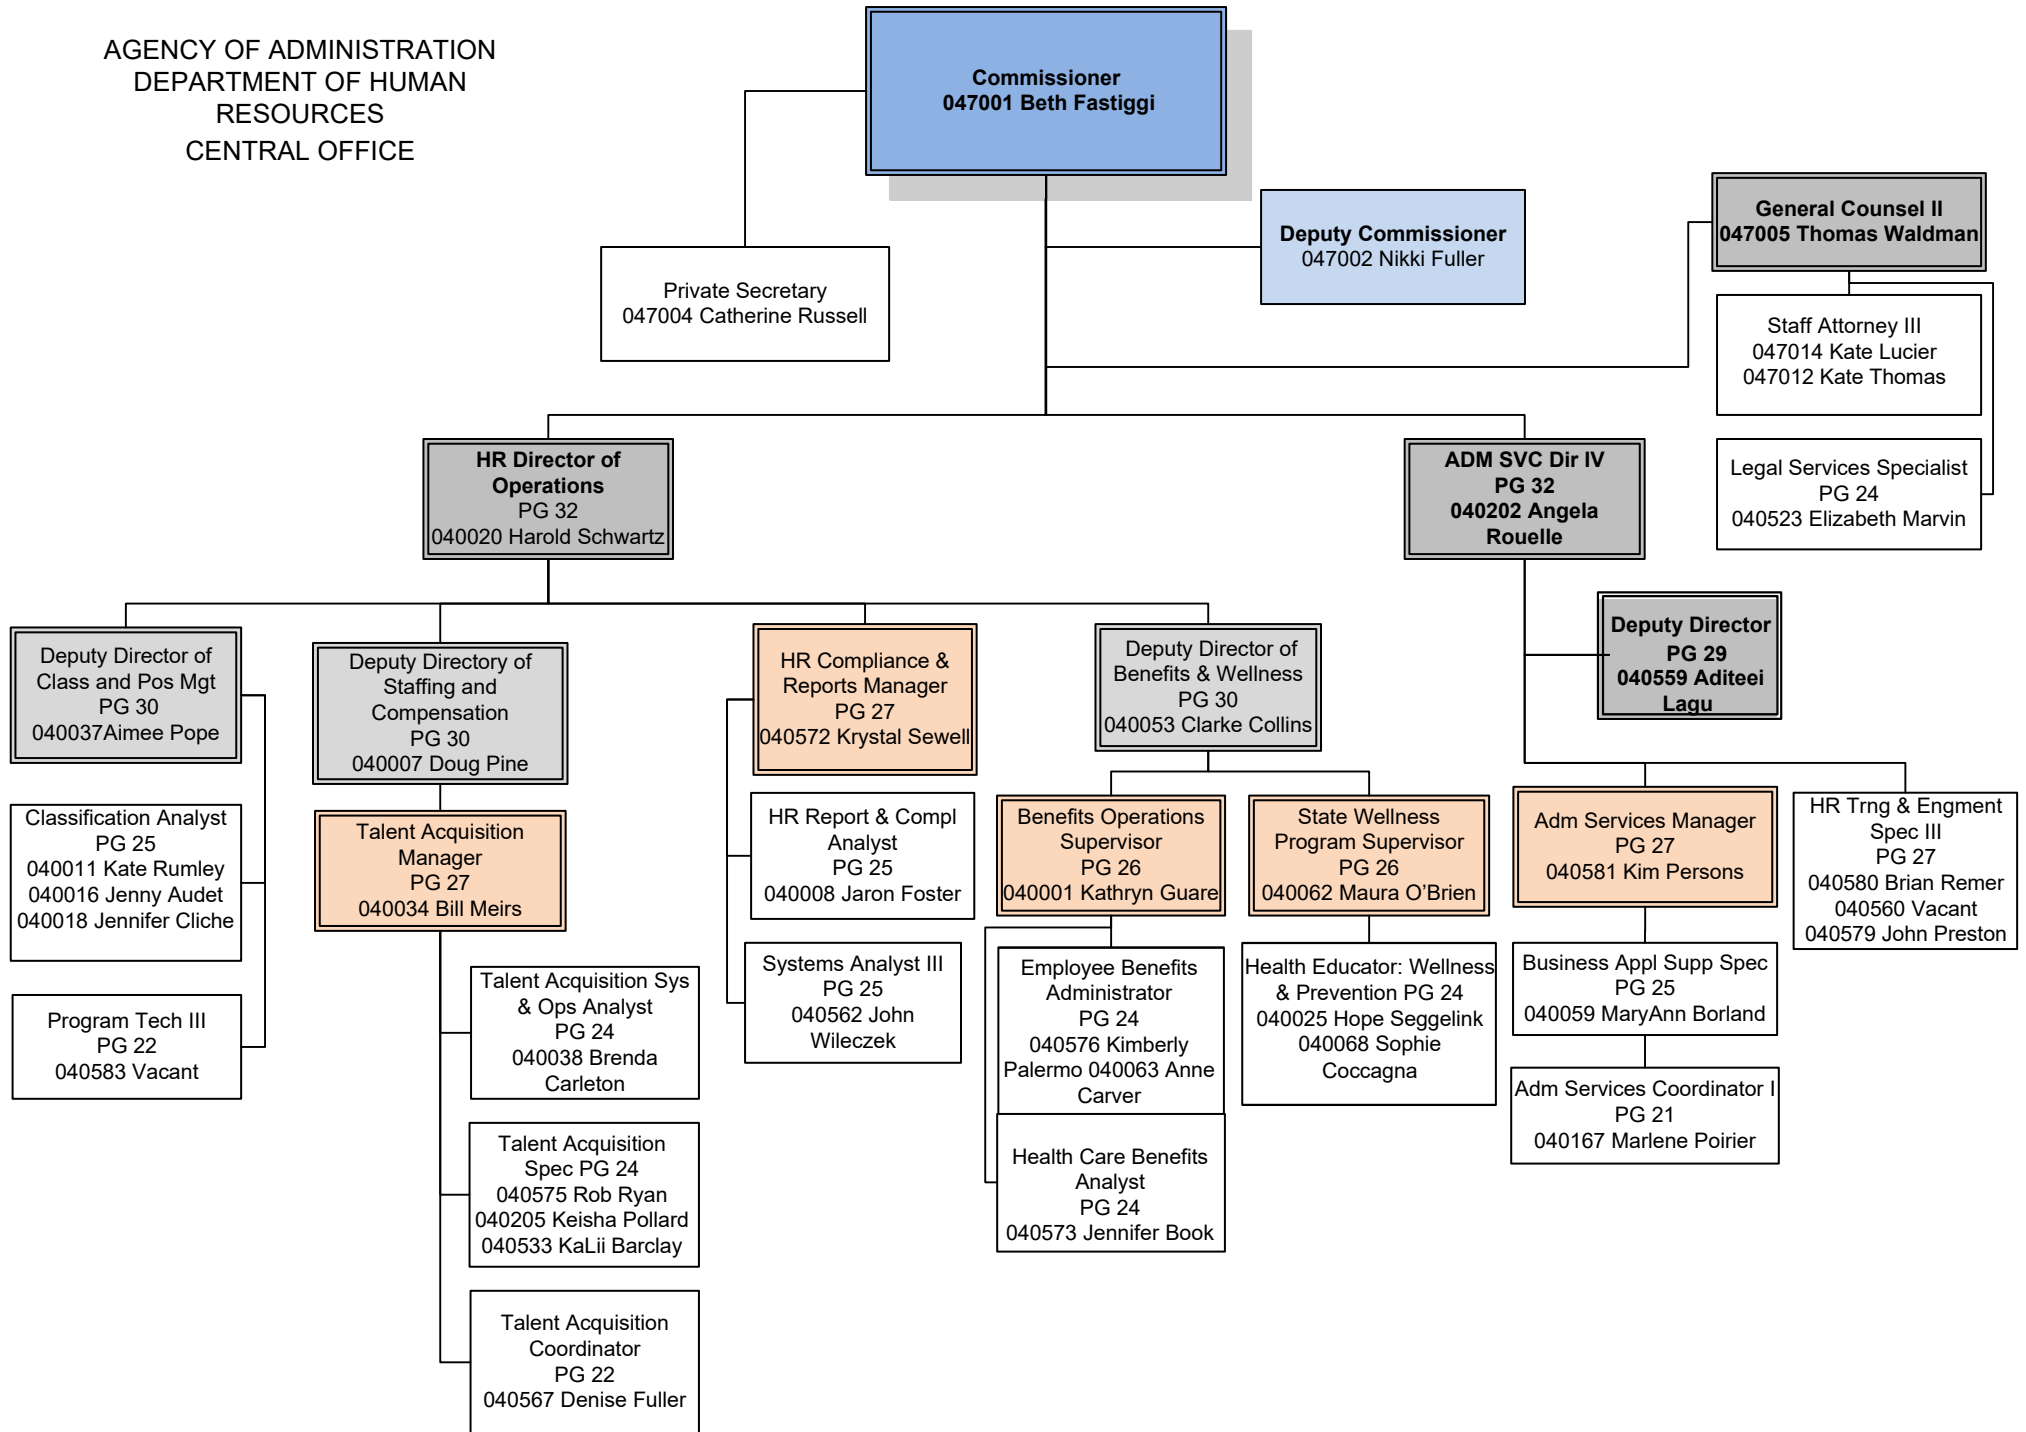 AGENCY OF ADMINISTRATION
DEPARTMENT OF HUMAN
RESOURCES
CENTRAL OFFICE
Commissioner
047001 Beth Fastiggi
Private Secretary
047004 Catherine Russell
Deputy Commissioner
047002 Nikki Fuller
General Counsel II
047005 Thomas Waldman
Staff Attorney III
047014 Kate Lucier
047012 Kate Thomas
Legal Services Specialist
PG 24
040523 Elizabeth Marvin
HR Director of
Operations
PG 32
040020 Harold Schwartz
ADM SVC Dir IV
PG 32
040202 Angela
Rouelle
Deputy Director
PG 29
040559 Aditeei
Lagu
Deputy Director of
Class and Pos Mgt
PG 30
040037Aimee Pope
Classification Analyst
PG 25
040011 Kate Rumley
040016 Jenny Audet
040018 Jennifer Cliche
Program Tech III
PG 22
040583 Vacant
Deputy Directory of
Staffing and
Compensation
PG 30
040007 Doug Pine
Talent Acquisition
Manager
PG 27
040034 Bill Meirs
Talent Acquisition Sys
& Ops Analyst
PG 24
040038 Brenda
Carleton
Talent Acquisition
Spec PG 24
040575 Rob Ryan
040205 Keisha Pollard
040533 KaLii Barclay
Talent Acquisition
Coordinator
PG 22
040567 Denise Fuller
HR Compliance &
Reports Manager
PG 27
040572 Krystal Sewell
HR Report & Compl
Analyst
PG 25
040008 Jaron Foster
Systems Analyst III
PG 25
040562 John
Wileczek
Deputy Director of
Benefits & Wellness
PG 30
040053 Clarke Collins
Benefits Operations
Supervisor
PG 26
040001 Kathryn Guare
Employee Benefits
Administrator
PG 24
040576 Kimberly
Palermo 040063 Anne
Carver
Health Care Benefits
Analyst
PG 24
040573 Jennifer Book
State Wellness
Program Supervisor
PG 26
040062 Maura O'Brien
Health Educator: Wellness
& Prevention PG 24
040025 Hope Seggelink
040068 Sophie
Coccagna
Adm Services Manager
PG 27
040581 Kim Persons
Business Appl Supp Spec
PG 25
040059 MaryAnn Borland
Adm Services Coordinator I
PG 21
040167 Marlene Poirier
HR Trng & Engment
Spec III
PG 27
040580 Brian Remer
040560 Vacant
040579 John Preston